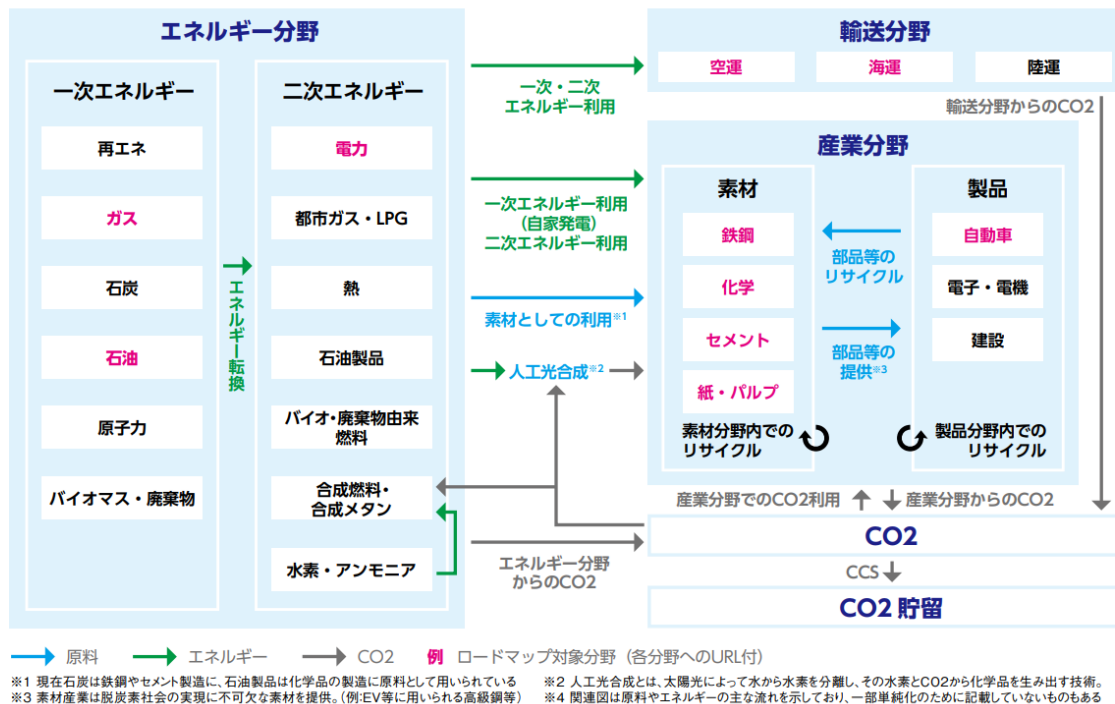 エネルギー分野
一次エネルギー
再エネ
ガス
石炭
石油
原子力
バイオマス・廃棄物
エネルギー転換
二次エネルギー
電力
都市ガス・LPG
熱
石油製品
バイオ・廃棄物由来
燃料
合成燃料・
合成メタン
水素・アンモニア
一次・二次
エネルギー利用
一次エネルギー利用
(自家発電)
二次エネルギー利用
素材としての利用※1
人工光合成※2
エネルギー分野
からのCO2
輸送分野
空運
海運
陸運
輸送分野からのCO2
産業分野
素材
鉄鋼
化学
セメント
紙・パルプ
素材分野内での
リサイクル
部品等の
リサイクル
部品等の
提供※3
製品
自動車
電子・電機
建設
製品分野内での
リサイクル
産業分野でのCO2利用
産業分野からのCO2
CO2
CCS
CO2 貯留
原料
エネルギー
CO2
例 ロードマップ対象分野（各分野へのURL付）
※1 現在石炭は鉄鋼やセメント製造に、石油製品は化学品の製造に原料として用いられている
※2 人工光合成とは、太陽光によって水から水素を分離し、その水素とCO2から化学品を生み出す技術。
※3 素材産業は脱炭素社会の実現に不可欠な素材を提供。（例:EV等に用いられる高級鋼等）
※4 関連図は原料やエネルギーの主な流れを示しており、一部単純化のために記載していないものもある